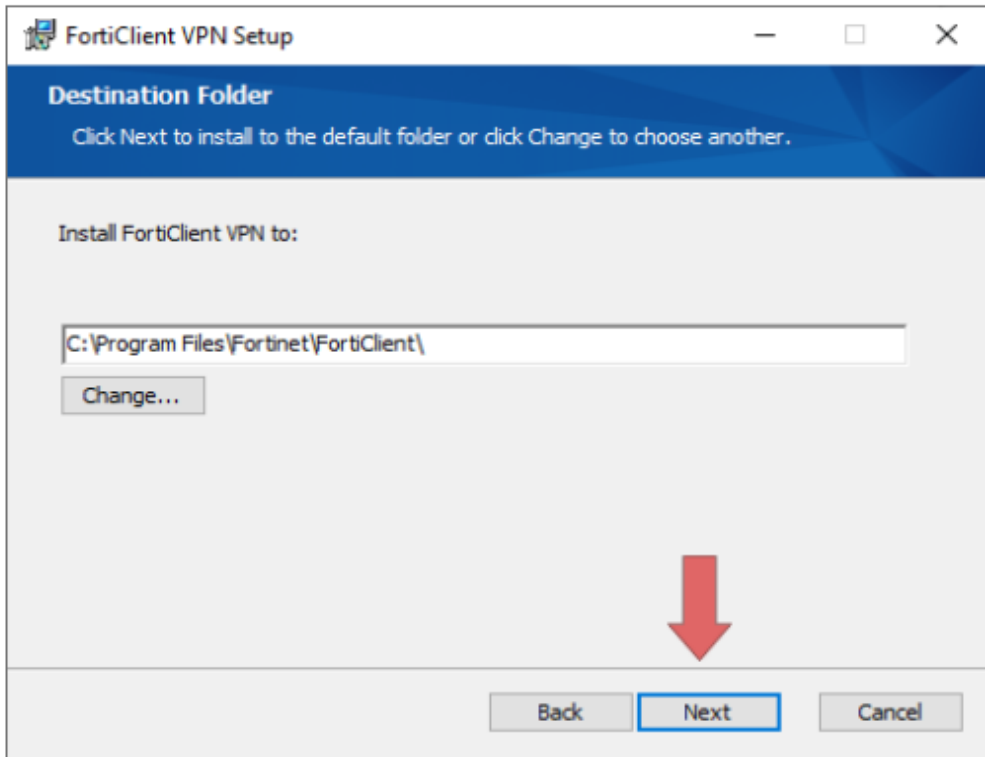 FortiClient VPN Setup
Destination Folder
Click Next to install to the default folder or click Change to choose another.
Install FortiClient VPN to:
C:\Program Files\Fortinet\FortiClient\
Change...
Back Next Cancel